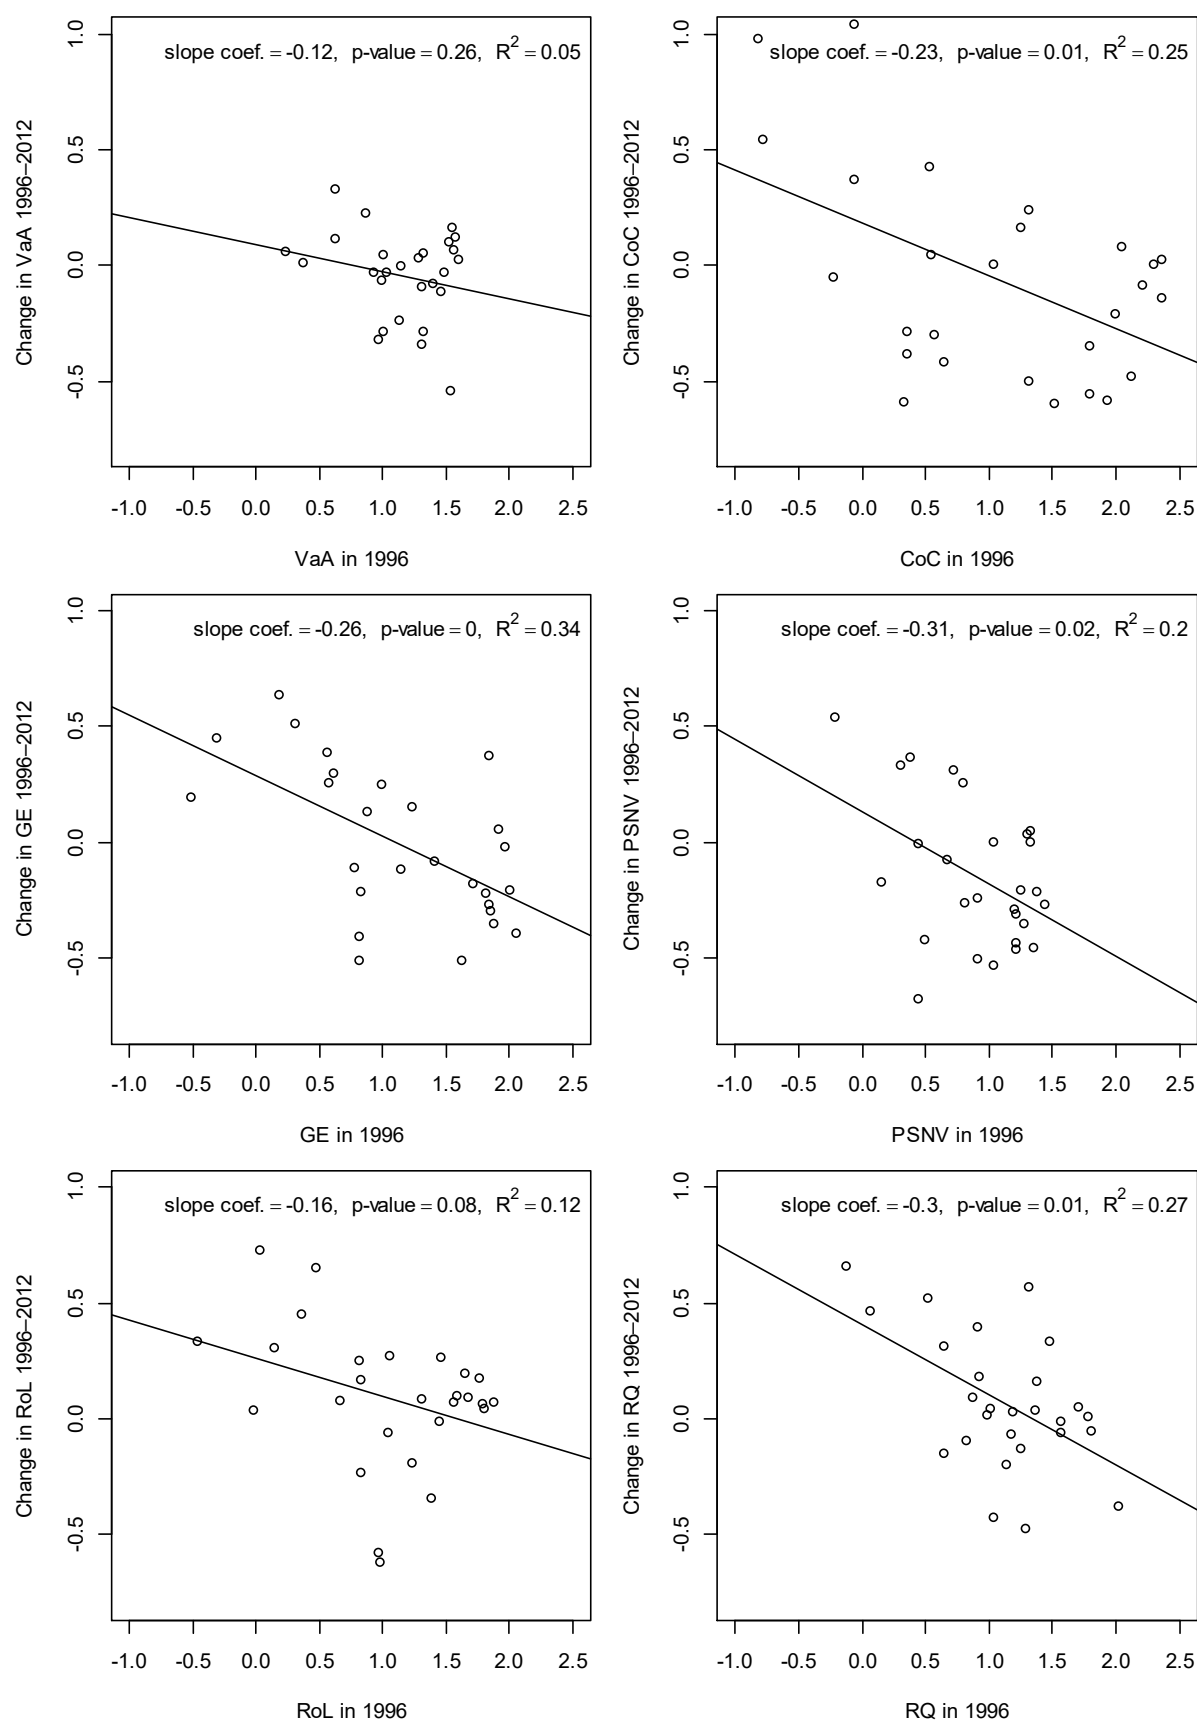 slope coef. = -0.12, p-value = 0.26, R2 = 0.05
Change in VaA 1996–2012
1.0
0.5
0.0
-0.5
-1.0 -0.5 0.0 0.5 1.0 1.5 2.0 2.5
VaA in 1996
slope coef. = -0.23, p-value = 0.01, R2 = 0.25
Change in CoC 1996–2012
1.0
0.5
0.0
-0.5
-1.0 -0.5 0.0 0.5 1.0 1.5 2.0 2.5
CoC in 1996
slope coef. = -0.26, p-value = 0, R2 = 0.34
Change in GE 1996–2012
1.0
0.5
0.0
-0.5
-1.0 -0.5 0.0 0.5 1.0 1.5 2.0 2.5
GE in 1996
slope coef. = -0.31, p-value = 0.02, R2 = 0.2
Change in PSNV 1996–2012
1.0
0.5
0.0
-0.5
-1.0 -0.5 0.0 0.5 1.0 1.5 2.0 2.5
PSNV in 1996
slope coef. = -0.16, p-value = 0.08, R2 = 0.12
Change in RoL 1996–2012
1.0
0.5
0.0
-0.5
-1.0 -0.5 0.0 0.5 1.0 1.5 2.0 2.5
RoL in 1996
slope coef. = -0.3, p-value = 0.01, R2 = 0.27
Change in RQ 1996–2012
1.0
0.5
0.0
-0.5
-1.0 -0.5 0.0 0.5 1.0 1.5 2.0 2.5
RQ in 1996